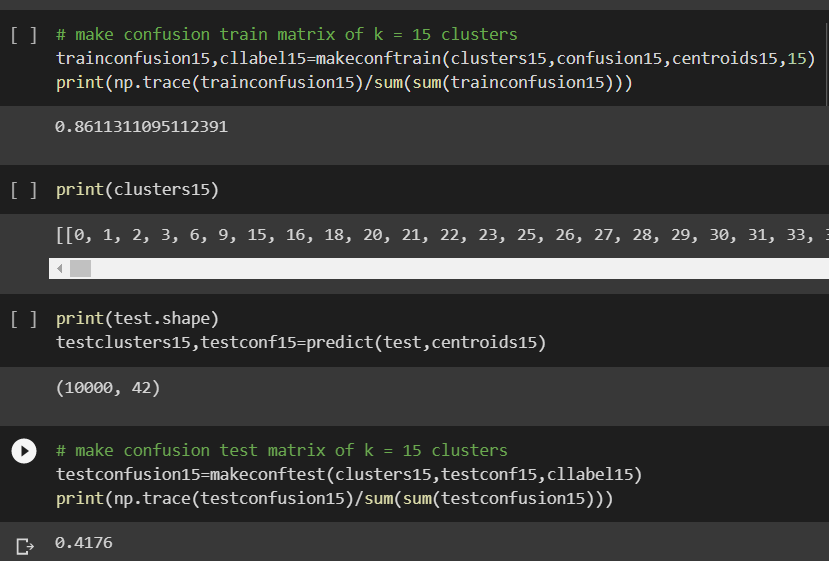 [ ] # make confusion train matrix of k = 15 clusters
trainconfusion15,cllabel15=makeconftrain(clusters15,confusion15,centroids15,15)
print(np.trace(trainconfusion15)/sum(sum(trainconfusion15)))
0.8611311095112391
[ ] print(clusters15)
[[0, 1, 2, 3, 6, 9, 15, 16, 18, 20, 21, 22, 23, 25, 26, 27, 28, 29, 30, 31, 33,
[ ] print(test.shape)
testclusters15,testconf15=predict(test,centroids15)
(10000, 42)
# make confusion test matrix of k = 15 clusters
testconfusion15=makeconftest(clusters15,testconf15,cllabel15)
print(np.trace(testconfusion15)/sum(sum(testconfusion15)))
0.4176